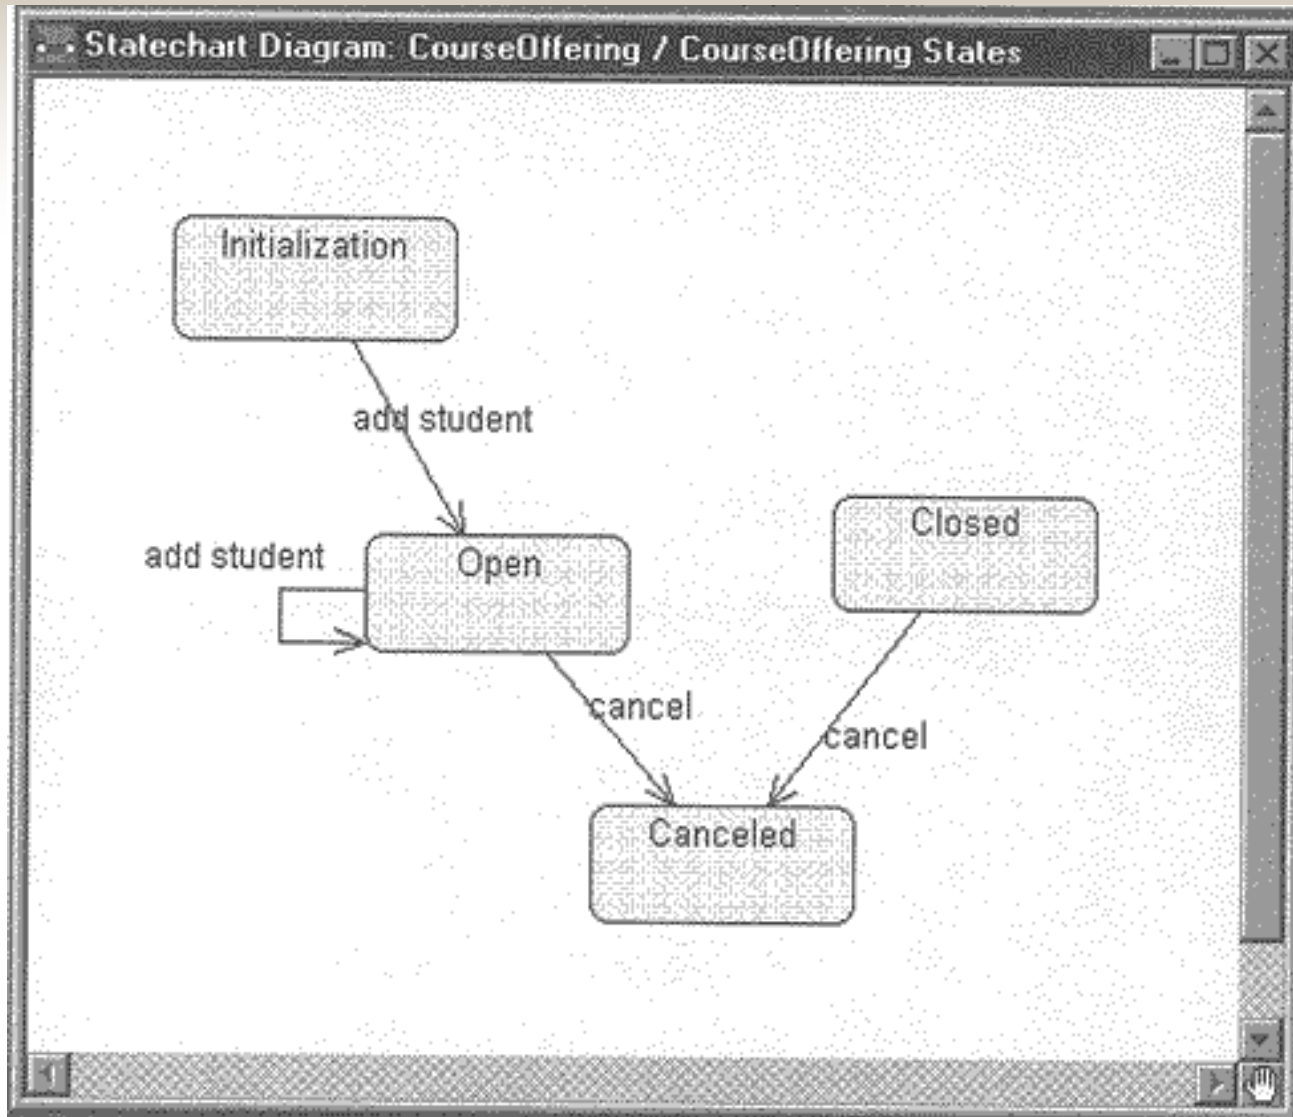 Statechart Diagram: CourseOffering / CourseOffering States
Initialization
add student
Closed
add student
Open
cancel
cancel
Canceled